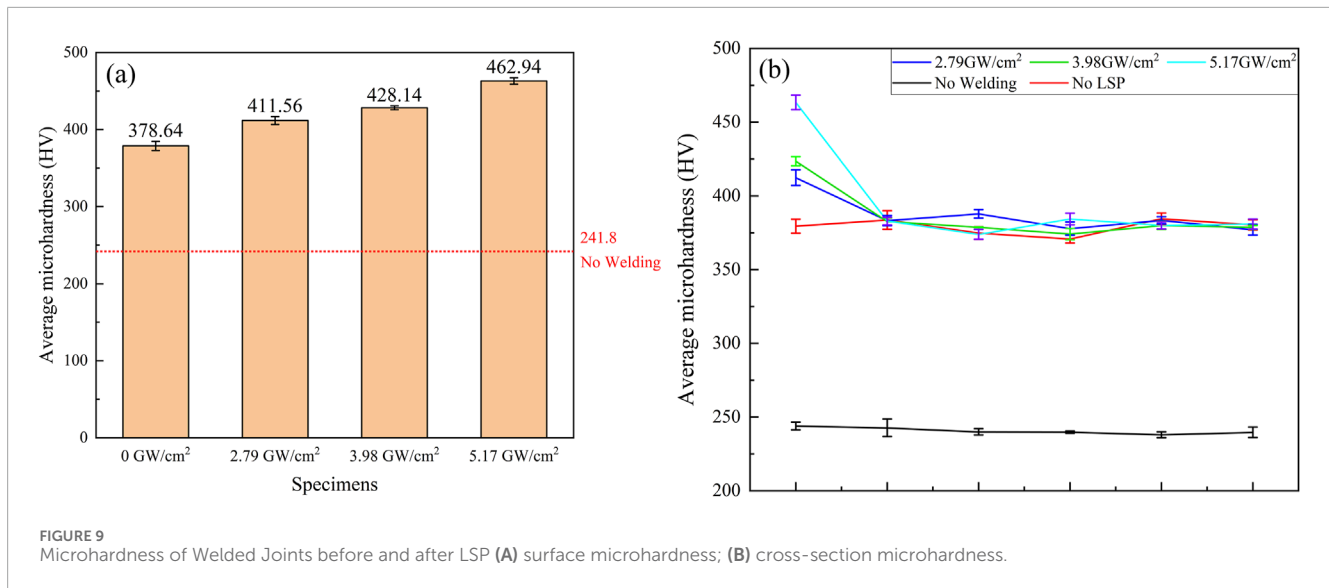 (a)
500
400
300
200
100
0
Average microhardness (HV)
378.64
411.56
428.14
462.94
241.8
No Welding
0 GW/cm²
2.79 GW/cm²
3.98 GW/cm²
5.17 GW/cm²
Specimens
(b)
2.79GW/cm² 3.98GW/cm² 5.17GW/cm²
No Welding No LSP
500
450
400
350
300
250
200
Average microhardness (HV)
FIGURE 9
Microhardness of Welded Joints before and after LSP (A) surface microhardness; (B) cross-section microhardness.